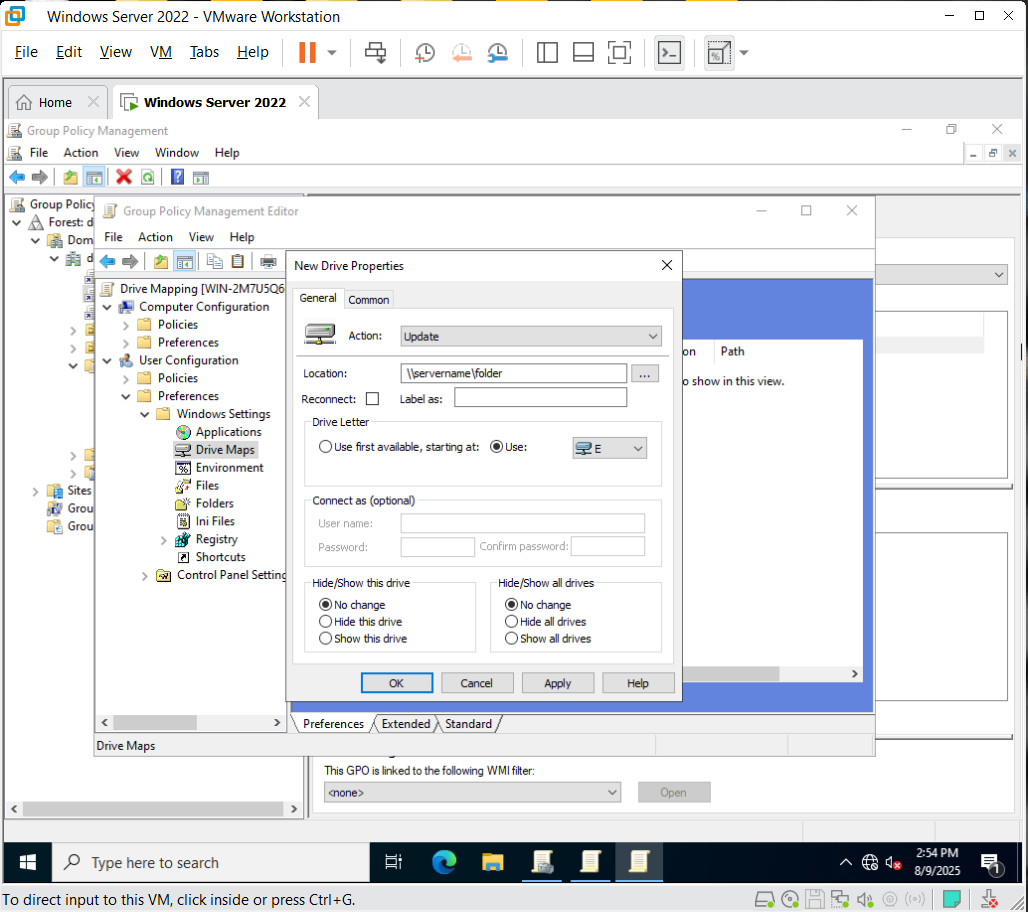 Windows Server 2022 - VMware Workstation
File Edit View VM Tabs Help
Home Windows Server 2022
Group Policy Management
File Action View Window Help
Group Policy
Forest: d
Dom
d
Sites
Grou
Grou
Group Policy Management Editor
File Action View Help
Drive Mapping [WIN-2M7U5Q6
Computer Configuration
Policies
Preferences
User Configuration
Policies
Preferences
Windows Settings
Applications
Drive Maps
Environment
Files
Folders
Ini Files
Registry
Shortcuts
Control Panel Setting
on Path
o show in this view.
New Drive Properties
General Common
Action: Update
Location: \\servername\folder ...
Reconnect: Label as:
Drive Letter
Use first available, starting at: Use: E
Connect as (optional)
User name:
Password: Confirm password:
Hide/Show this drive
No change
Hide this drive
Show this drive
Hide/Show all drives
No change
Hide all drives
Show all drives
OK Cancel Apply Help
Preferences Extended Standard
Drive Maps
This GPO is linked to the following WMI filter:
<none> Open
Type here to search
2:54 PM
8/9/2025
1
To direct input to this VM, click inside or press Ctrl+G.